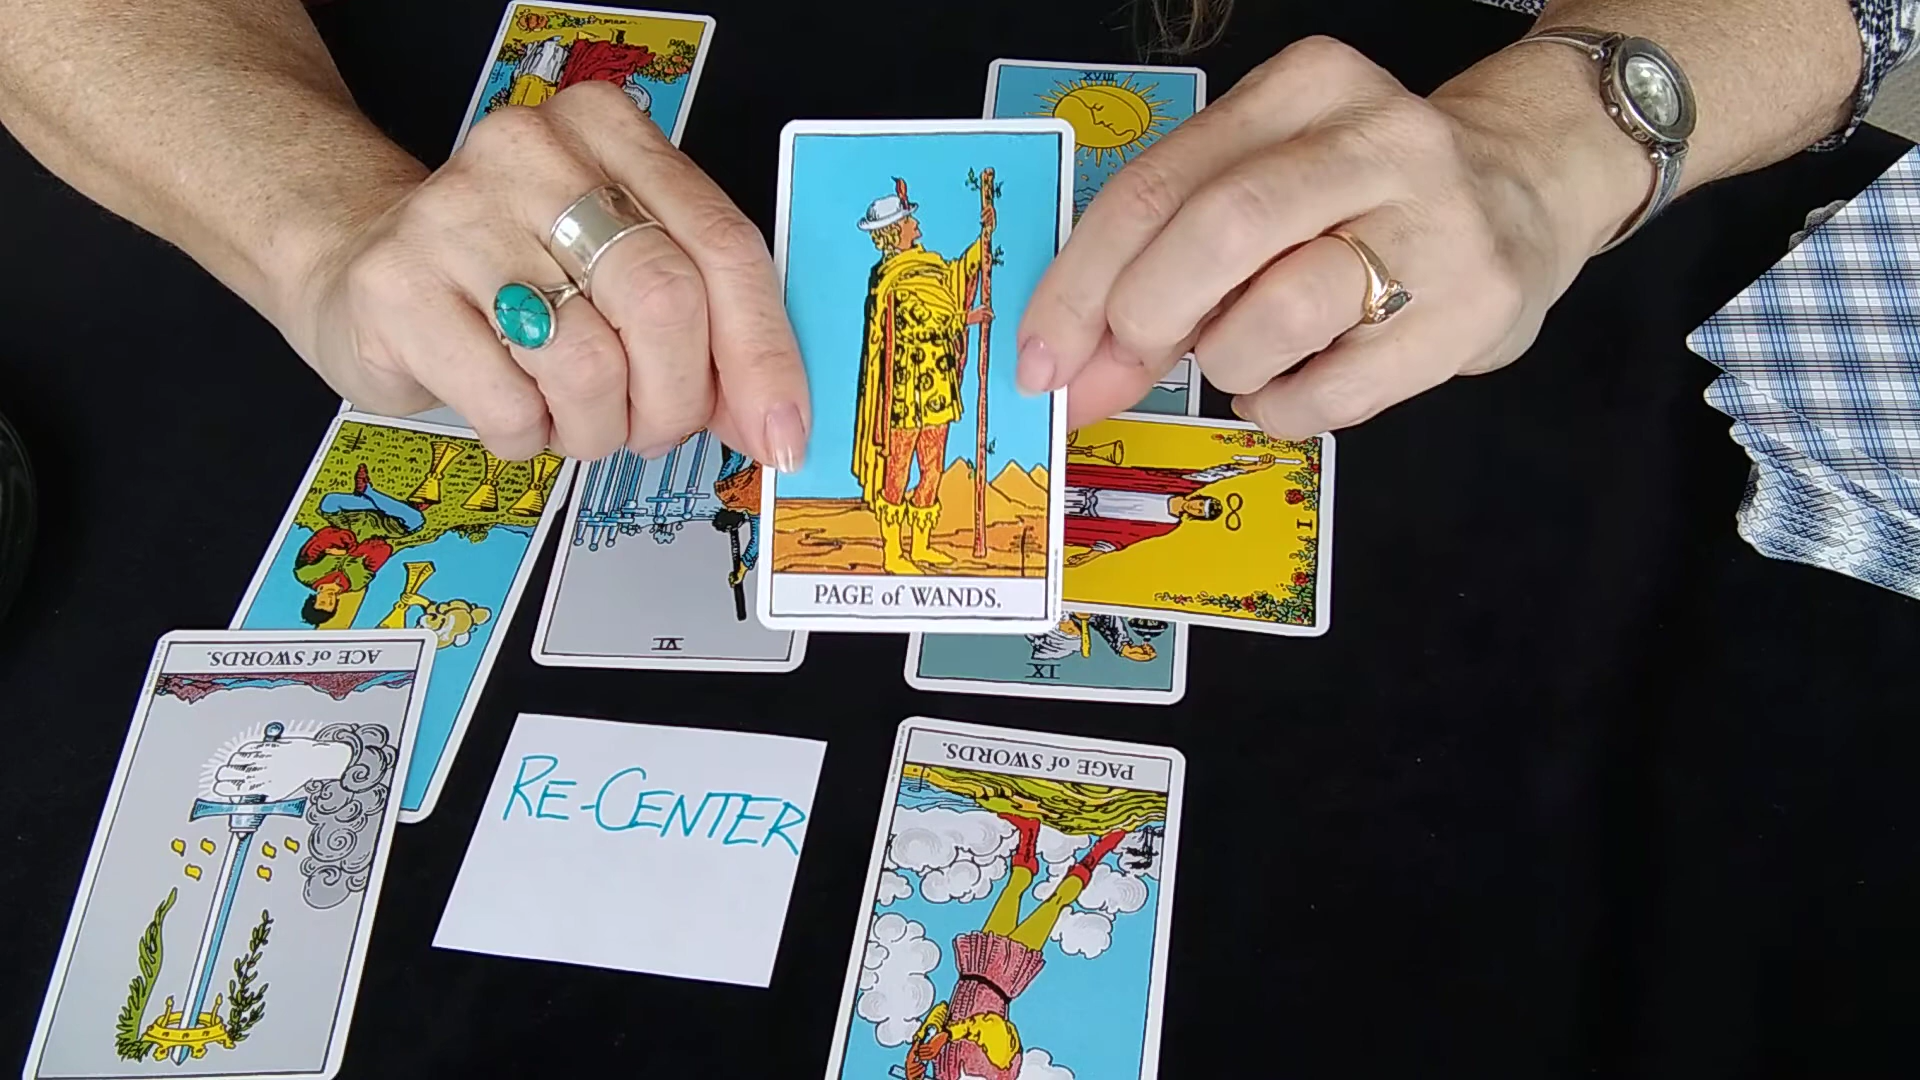 XVIII
I
PAGE of WANDS.
VI
IX
ACE of SWORDS.
PAGE of SWORDS.
RE-CENTER